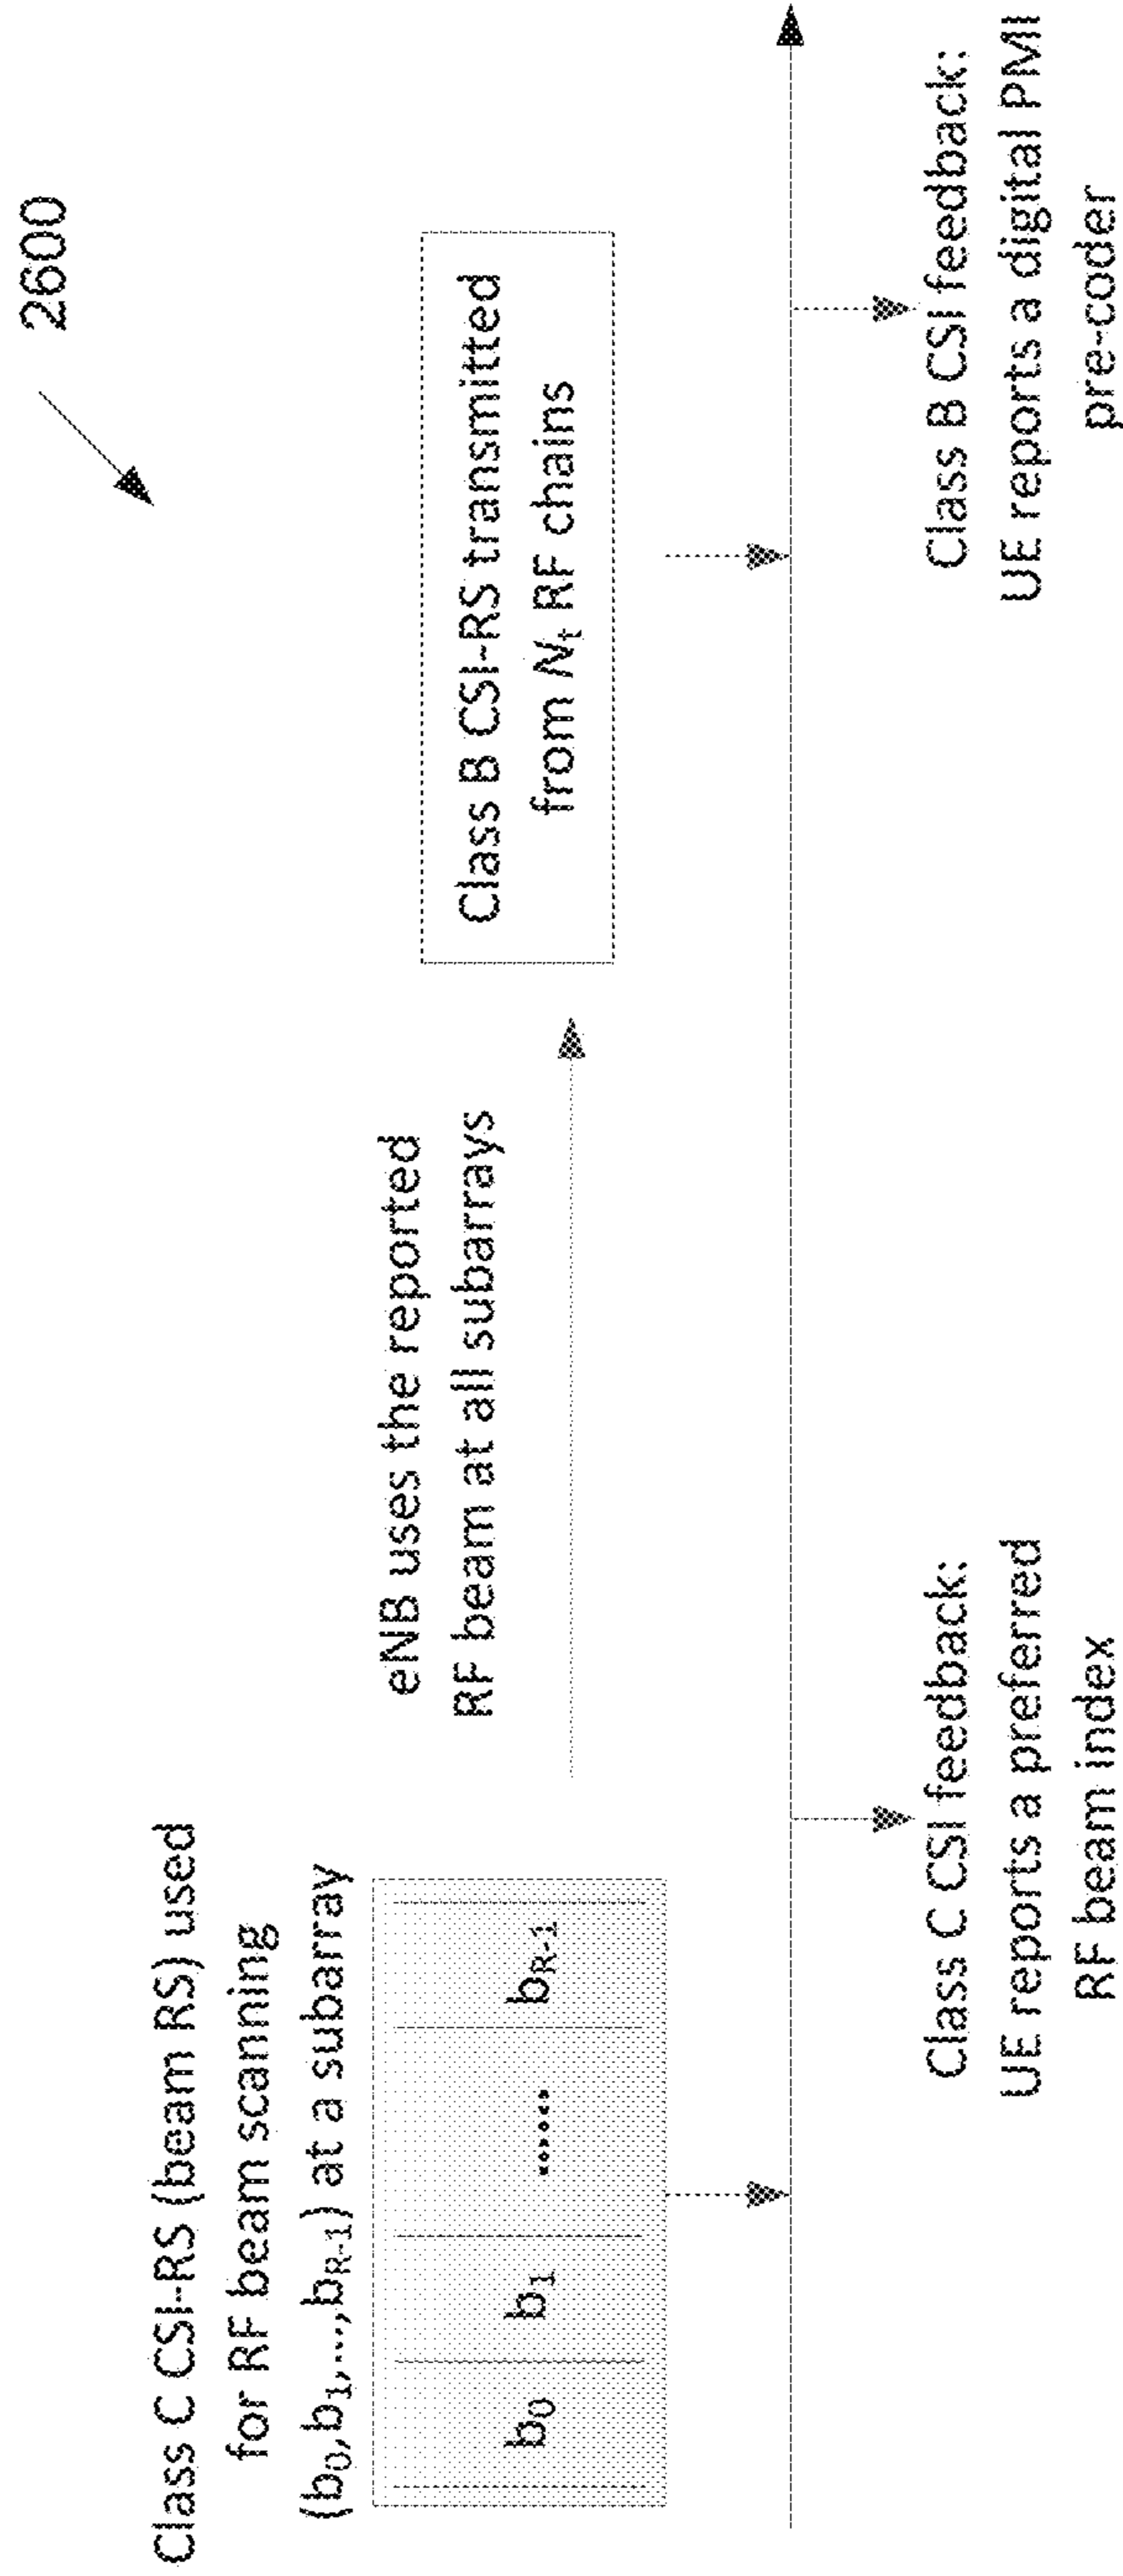 2600
Class C CSI-RS (beam RS) used
for RF beam scanning
(b0,b1,...,bR-1) at a subarray
b0
b1
......
bR-1
eNB uses the reported
RF beam at all subarrays
Class B CSI-RS transmitted
from Nt RF chains
Class C CSI feedback:
UE reports a preferred
RF beam index
Class B CSI feedback:
UE reports a digital PMI
pre-coder